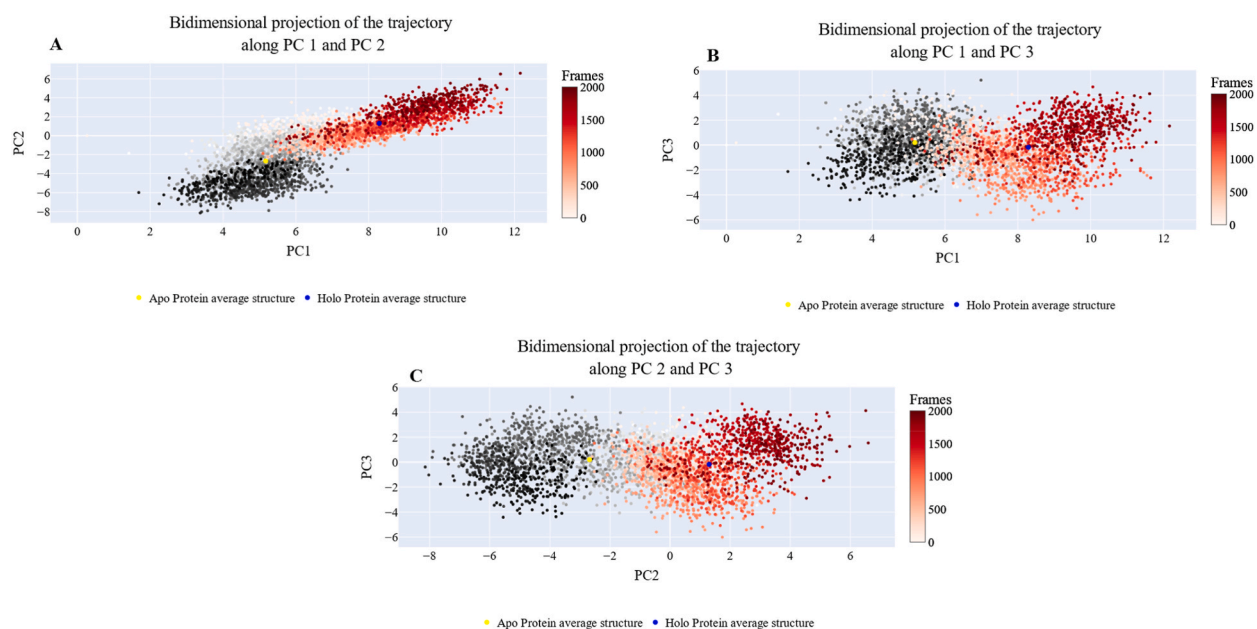 Bidimensional projection of the trajectory
along PC 1 and PC 2
A
Frames
6
4
2
0
−2
−4
−6
−8
PC2
0
2
4
6
8
10
12
PC1
2000
1500
1000
500
0
Apo Protein average structure
Holo Protein average structure
Bidimensional projection of the trajectory
along PC 1 and PC 3
B
Frames
6
4
2
0
−2
−4
−6
PC3
0
2
4
6
8
10
12
PC1
2000
1500
1000
500
0
Apo Protein average structure
Holo Protein average structure
Bidimensional projection of the trajectory
along PC 2 and PC 3
C
Frames
6
4
2
0
−2
−4
−6
PC3
−8
−6
−4
−2
0
2
4
6
PC2
2000
1500
1000
500
0
Apo Protein average structure
Holo Protein average structure